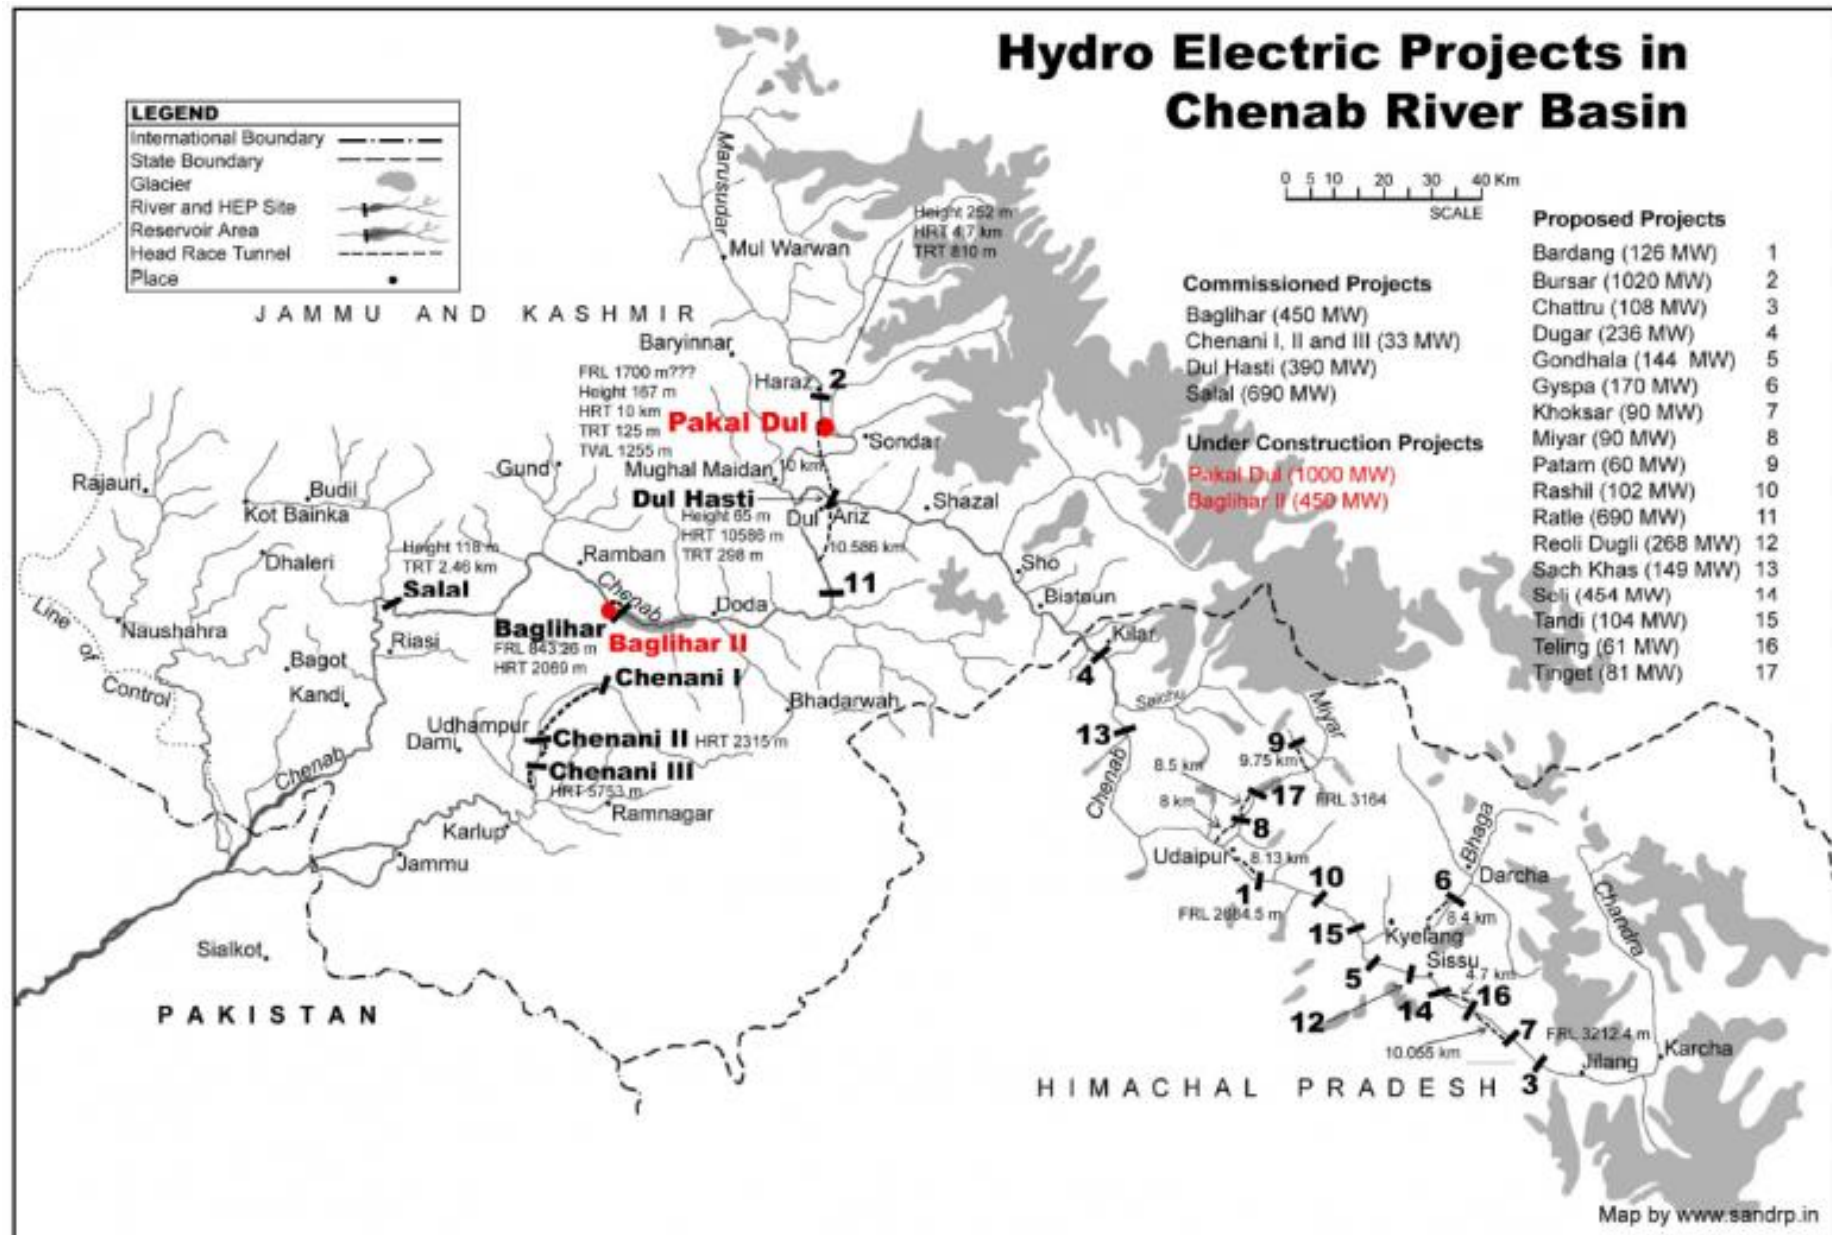 Hydro Electric Projects in
Chenab River Basin
LEGEND
International Boundary
State Boundary
Glacier
River and HEP Site
Reservoir Area
Head Race Tunnel
Place
0 5 10 20 30 40 Km
SCALE
Commissioned Projects
Baglihar (450 MW)
Chenani I, II and III (33 MW)
Dul Hasti (390 MW)
Salal (690 MW)
Under Construction Projects
Pakal Dul (1000 MW)
Baglihar II (450 MW)
Proposed Projects
Bardang (126 MW) 1
Bursar (1020 MW) 2
Chattru (108 MW) 3
Dugar (236 MW) 4
Gondhala (144 MW) 5
Gyspa (170 MW) 6
Khoksar (90 MW) 7
Miyar (90 MW) 8
Patam (60 MW) 9
Rashil (102 MW) 10
Ratle (690 MW) 11
Reoli Dugli (268 MW) 12
Sach Khas (149 MW) 13
Seli (454 MW) 14
Tandi (104 MW) 15
Teling (61 MW) 16
Tinget (81 MW) 17
JAMMU AND KASHMIR
Marusudar
Mul Warwan
Height 252 m
HRT 4.7 km
TRT 810 m
Baryinnar
Haraz
2
FRL 1700 m???
Height 167 m
HRT 10 km
TRT 125 m
TWL 1255 m
Pakal Dul
Sondar
Mughal Maidan
10 km
Gund
Dul Hasti
Height 65 m
HRT 10586 m
TRT 298 m
Dul
Ariz
10.586 km
Shazal
Rajauri
Budil
Kot Bainka
Dhaleri
Height 118 m
TRT 2.46 km
Salal
Ramban
Chenab
11
Doda
Sho
Bistaun
Baglihar
FRL 843.26 m
HRT 2069 m
Baglihar II
Line
of
Control
Naushahra
Riasi
Bagot
Kandi
Chenani I
Bhadarwah
Kilar
4
Udhampur
Dami
Chenani II HRT 2315 m
Chenani III
HRT 5753 m
Ramnagar
Chenab
Karlup
Jammu
Saichu
Miyar
13
Chenab
9
9.75 km
8.5 km
8 km
17
FRL 3164
8
Udaipur
8.13 km
1
FRL 2664.5 m
10
Bhaga
6
Darcha
6.4 km
Chandra
15
Kyelang
5
Sissu
4.7 km
12
14
16
7
FRL 3212.4 m
10.055 km
Jilang
Karcha
3
Sialkot
PAKISTAN
HIMACHAL PRADESH
Map by www.sandrp.in